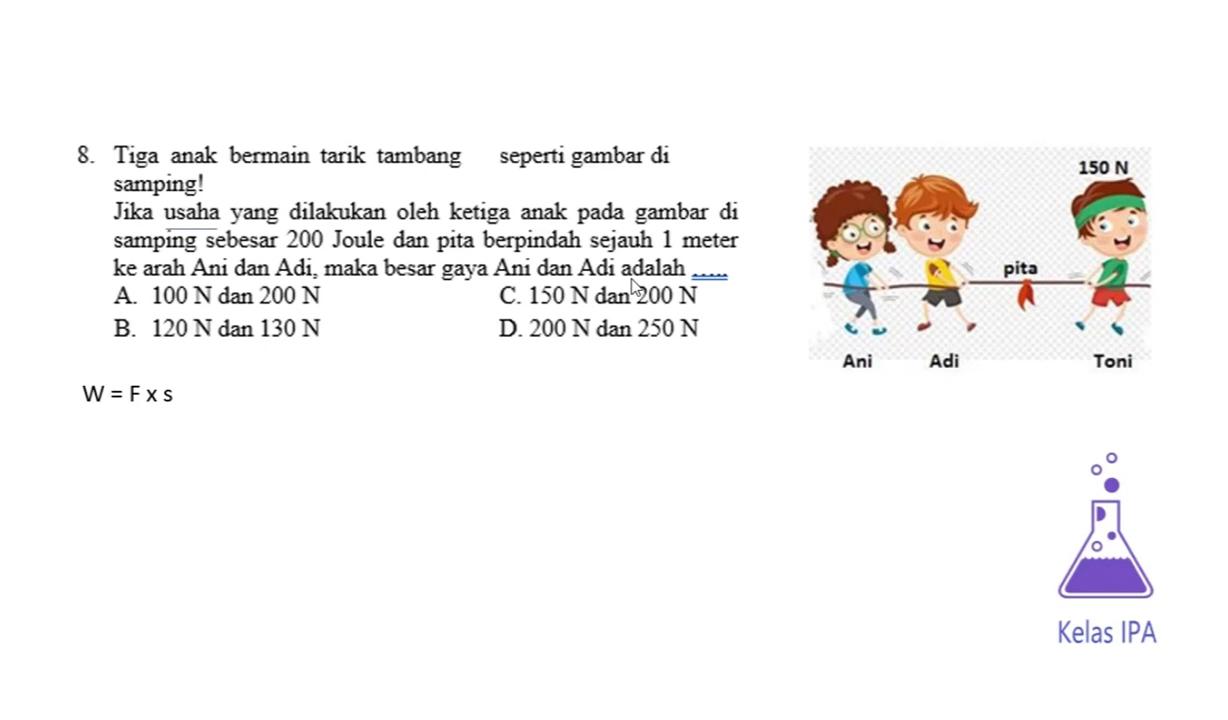 8. Tiga anak bermain tarik tambang seperti gambar di
samping!
Jika usaha yang dilakukan oleh ketiga anak pada gambar di
samping sebesar 200 Joule dan pita berpindah sejauh 1 meter
ke arah Ani dan Adi, maka besar gaya Ani dan Adi adalah .....
A. 100 N dan 200 N
C. 150 N dan 200 N
B. 120 N dan 130 N
D. 200 N dan 250 N
W = F x s
150 N
pita
Ani
Adi
Toni
Kelas IPA